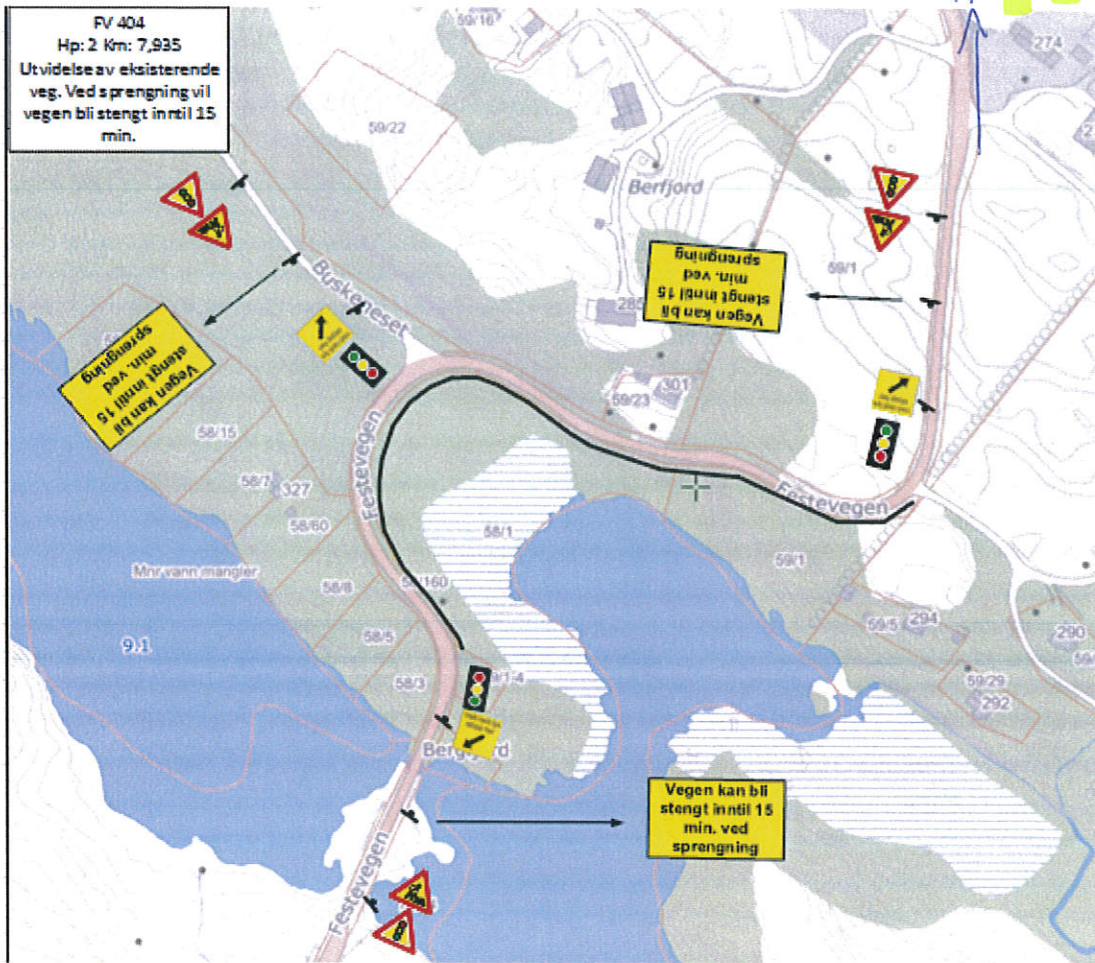 FV 404
Hp: 2 Km: 7,935
Utvidelse av eksisterende
veg. Ved sprengning vil
vegen bli stengt inntil 15
min.
59/16
274
59/22
Berfjord
59/1
Vegen kan bli
stengt inntil 15
min. ved
sprengning
285
Buskeneset
Vegen kan bli
stengt inntil 15
min. ved
sprengning
301
59/23
58/15
58/7
327
58/60
Festevegen
Festevegen
58/1
59/1
Mnr vann mangler
58/8
58/5
58/3
9-1
59/5
294
290
59/29
292
Vegen kan bli
stengt inntil 15
min. ved
sprengning
Festevegen